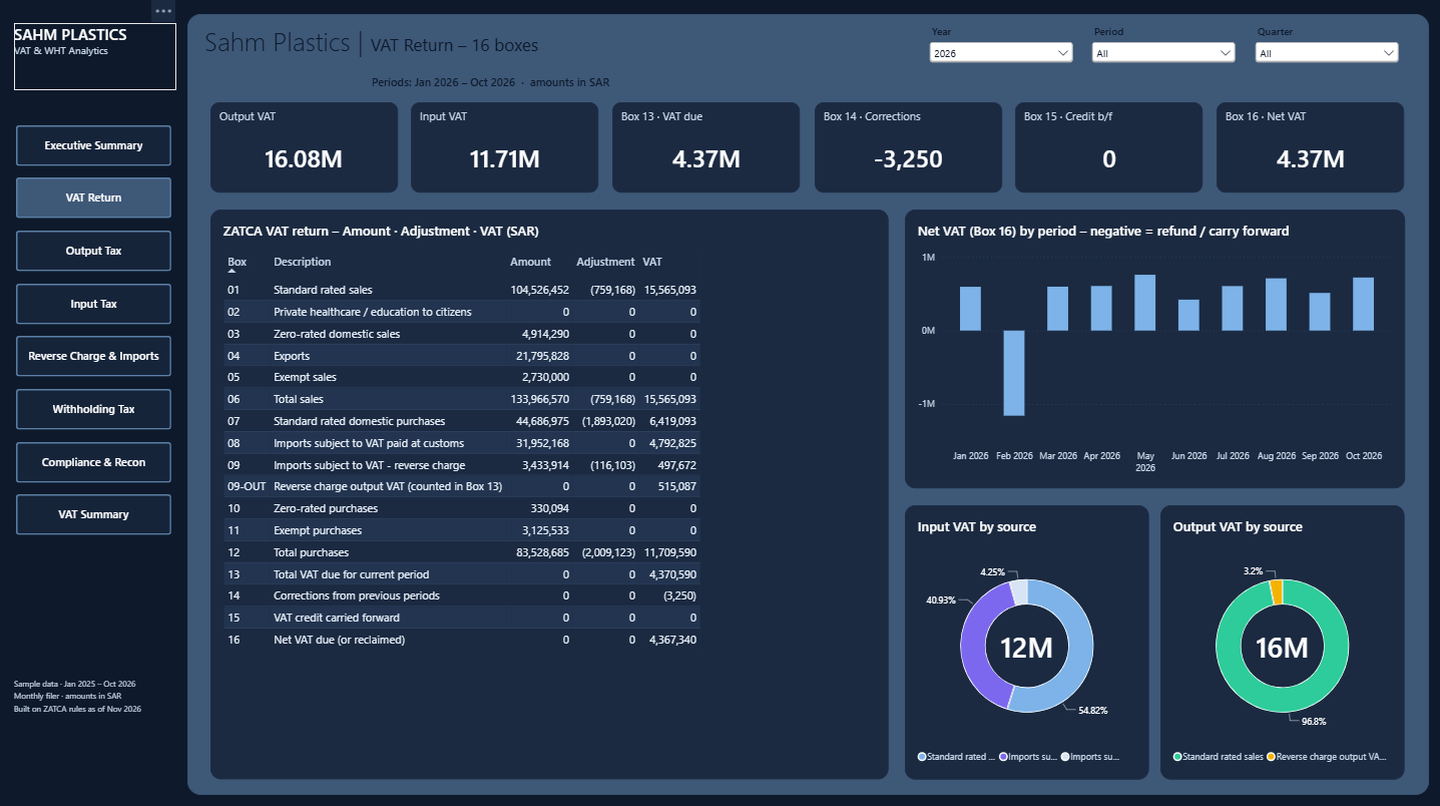 SAHM PLASTICS
VAT & WHT Analytics
Executive Summary
VAT Return
Output Tax
Input Tax
Reverse Charge & Imports
Withholding Tax
Compliance & Recon
VAT Summary
Sample data · Jan 2025 – Oct 2026
Monthly filer · amounts in SAR
Built on ZATCA rules as of Nov 2026
Sahm Plastics | VAT Return – 16 boxes
Periods: Jan 2026 – Oct 2026 · amounts in SAR
Year Period Quarter
2026 All All
Output VAT
16.08M
Input VAT
11.71M
Box 13 · VAT due
4.37M
Box 14 · Corrections
-3,250
Box 15 · Credit b/f
0
Box 16 · Net VAT
4.37M
ZATCA VAT return – Amount · Adjustment · VAT (SAR)
Box Description Amount Adjustment VAT
01 Standard rated sales 104,526,452 (759,168) 15,565,093
02 Private healthcare / education to citizens 0 0 0
03 Zero-rated domestic sales 4,914,290 0 0
04 Exports 21,795,828 0 0
05 Exempt sales 2,730,000 0 0
06 Total sales 133,966,570 (759,168) 15,565,093
07 Standard rated domestic purchases 44,686,975 (1,893,020) 6,419,093
08 Imports subject to VAT paid at customs 31,952,168 0 4,792,825
09 Imports subject to VAT - reverse charge 3,433,914 (116,103) 497,672
09-OUT Reverse charge output VAT (counted in Box 13) 0 0 515,087
10 Zero-rated purchases 330,094 0 0
11 Exempt purchases 3,125,533 0 0
12 Total purchases 83,528,685 (2,009,123) 11,709,590
13 Total VAT due for current period 0 0 4,370,590
14 Corrections from previous periods 0 0 (3,250)
15 VAT credit carried forward 0 0 0
16 Net VAT due (or reclaimed) 0 0 4,367,340
Net VAT (Box 16) by period – negative = refund / carry forward
1M
0M
-1M
Jan 2026 Feb 2026 Mar 2026 Apr 2026 May 2026 Jun 2026 Jul 2026 Aug 2026 Sep 2026 Oct 2026
Input VAT by source
4.25%
40.93%
12M
54.82%
Standard rated ... Imports su... Imports su...
Output VAT by source
3.2%
16M
96.8%
Standard rated sales Reverse charge output VA...